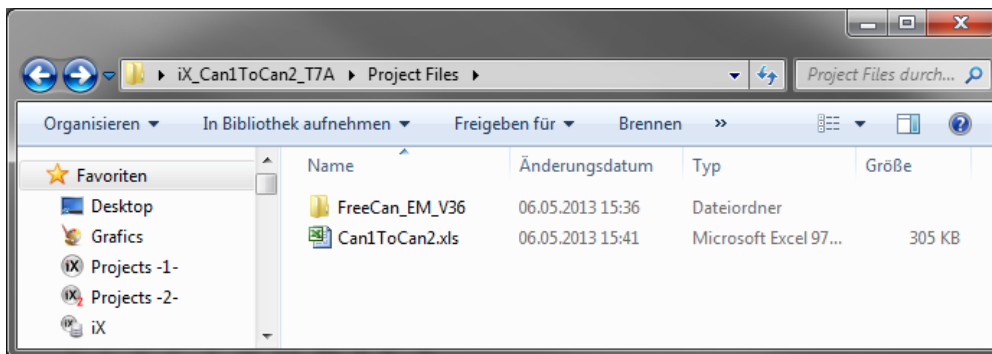 iX_Can1ToCan2_T7A Project Files Project Files durch...
Organisieren In Bibliothek aufnehmen Freigeben für Brennen »
Favoriten
Desktop
Grafics
Projects -1-
Projects -2-
iX
Name Änderungsdatum Typ Größe
FreeCan_EM_V36 06.05.2013 15:36 Dateiordner
Can1ToCan2.xls 06.05.2013 15:41 Microsoft Excel 97... 305 KB